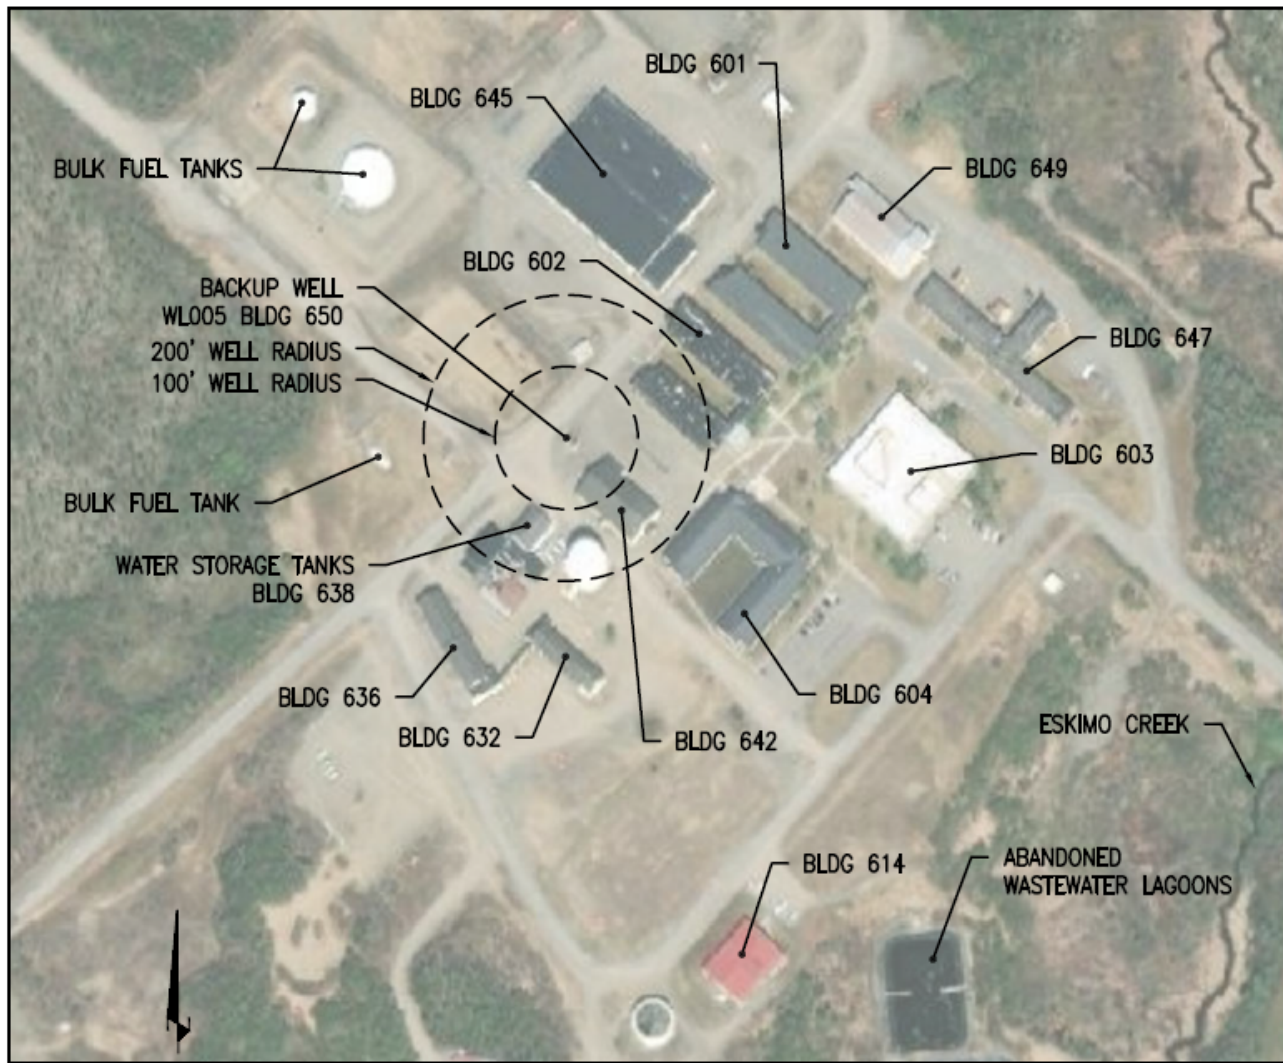 BLDG 601
BLDG 645
BULK FUEL TANKS
BLDG 649
BLDG 602
BACKUP WELL
WL005 BLDG 650
200' WELL RADIUS
100' WELL RADIUS
BLDG 647
BLDG 603
BULK FUEL TANK
WATER STORAGE TANKS
BLDG 638
BLDG 636
BLDG 632
BLDG 642
BLDG 604
ESKIMO CREEK
BLDG 614
ABANDONED
WASTEWATER LAGOONS
N